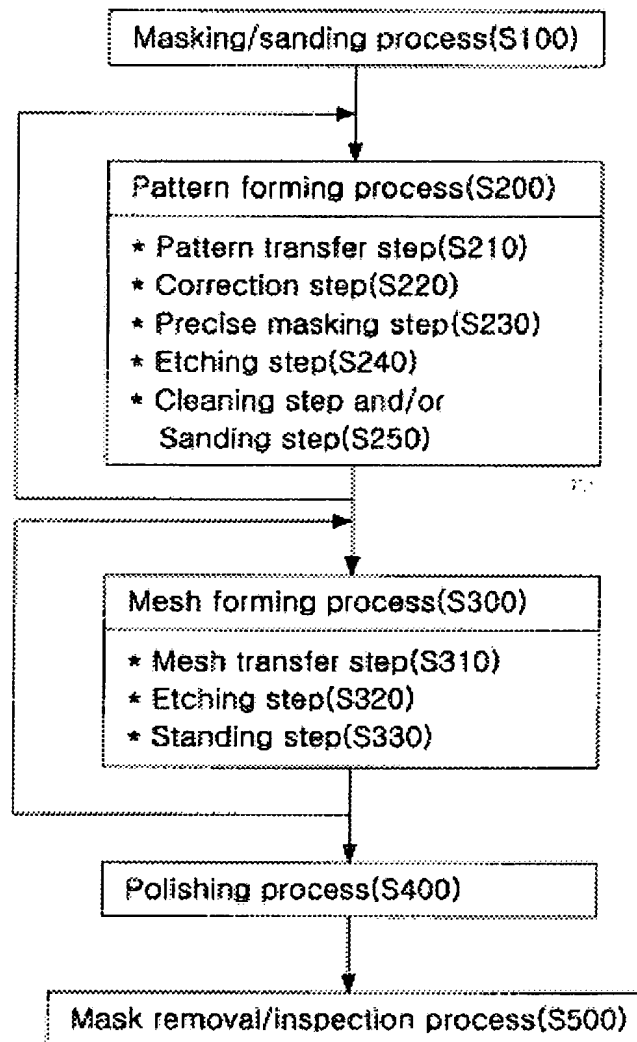 Masking/sanding process(S100)
Pattern forming process(S200)
* Pattern transfer step(S210)
* Correction step(S220)
* Precise masking step(S230)
* Etching step(S240)
* Cleaning step and/or
Sanding step(S250)
Mesh forming process(S300)
* Mesh transfer step(S310)
* Etching step(S320)
* Standing step(S330)
Polishing process(S400)
Mask removal/inspection process(S500)